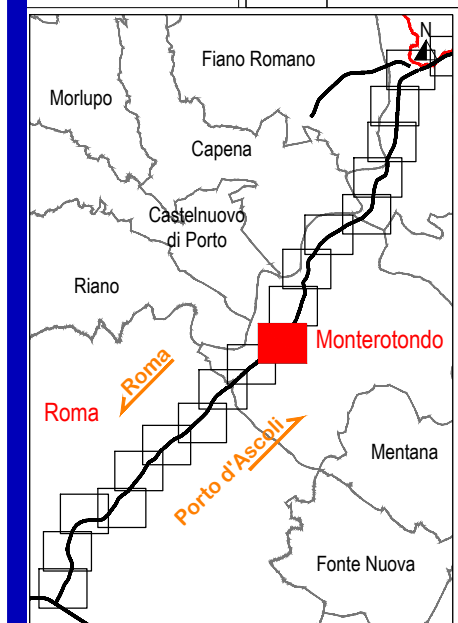 N
Fiano Romano
Morlupo
Capena
Castelnuovo
di Porto
Riano
Monterotondo
Roma
Roma
Porto d'Ascoli
Mentana
Fonte Nuova